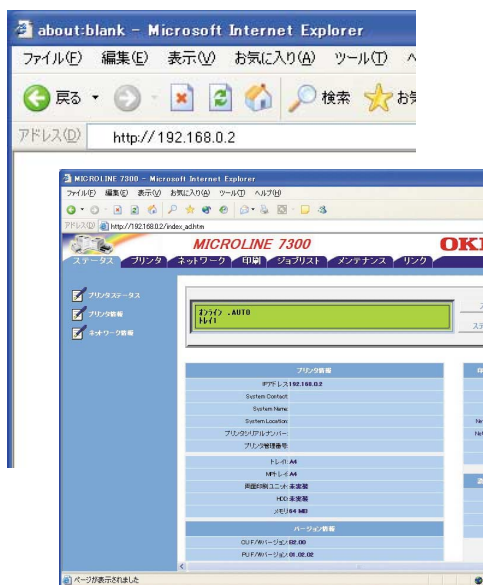 about:blank - Microsoft Internet Explorer
ファイル(F) 編集(E) 表示(V) お気に入り(A) ツール(T)
戻る 検索 お気
アドレス(D) http://192.168.0.2
MICROLINE 7300 - Microsoft Internet Explorer
ファイル(F) 編集(E) 表示(V) お気に入り(A) ツール(T) ヘルプ(H)
アドレス(D) http://192.168.0.2/index_ad.htm
MICROLINE 7300 OKI
ステータス プリンタ ネットワーク 印刷 ジョブリスト メンテナンス リンク
プリンタステータス
プリンタ情報
ネットワーク情報
オンライン .AUTO
トレイ1
プリンタ情報
IPアドレス:192.168.0.2
System Contact:
System Name:
System Location:
プリンタシリアルナンバー:
プリンタ管理番号:
トレイ1: A4
MPトレイ: A4
両面印刷ユニット: 未実装
HDD: 未実装
メモリ: 64 MB
バージョン情報
CU F/Wバージョン: B2.00
PU F/Wバージョン: 01.02.02
ページが表示されました